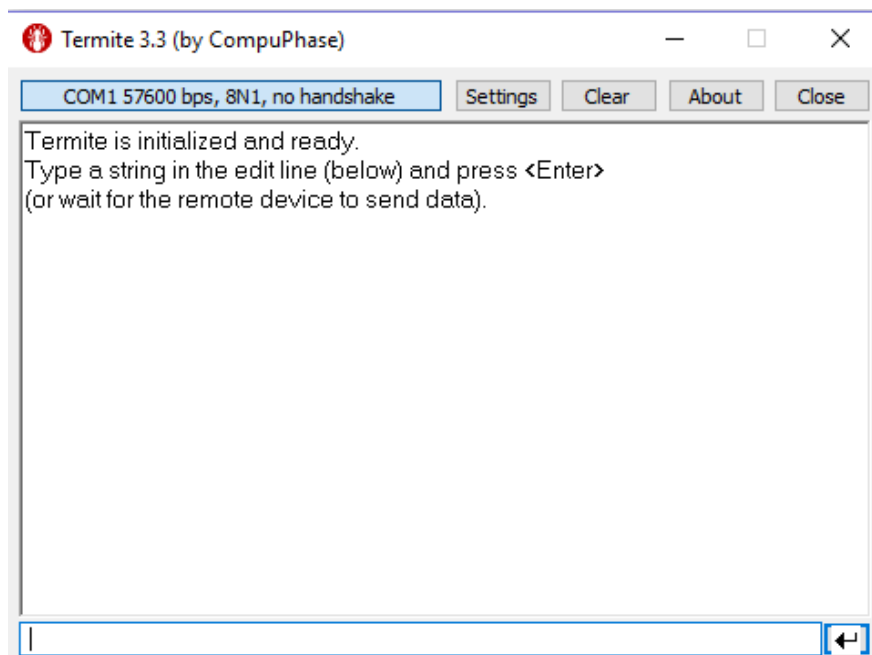 Termite 3.3 (by CompuPhase)
COM1 57600 bps, 8N1, no handshake Settings Clear About Close
Termite is initialized and ready.
Type a string in the edit line (below) and press <Enter>
(or wait for the remote device to send data).